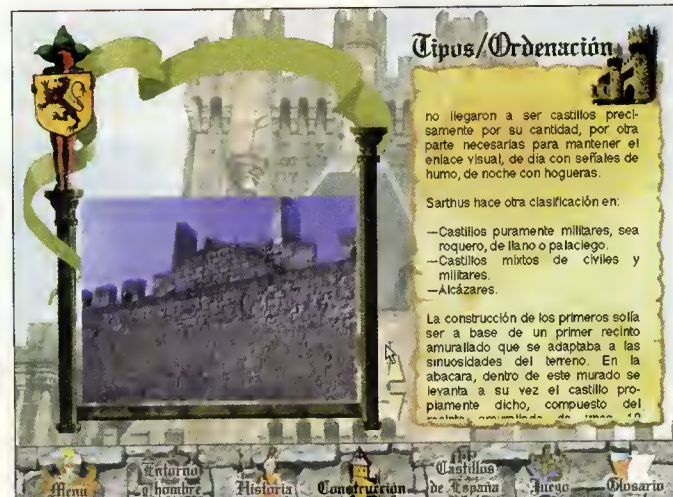 Tipos/Ordenación
no llegaron a ser castillos preci-
samente por su cantidad, por otra
parte necesarias para mantener el
enlace visual, de dia con señales de
humo, de noche con hogueras.
Sarthus hace otra clasificación en:
—Castillos puramente militares, sea
roquero, de llano o palaciego.
—Castillos mixtos de civiles y
militares.
—Alcázares.
La construcción de los primeros solía
ser a base de un primer recinto
amurallado que se adaptaba a las
sinuosidades del terreno. En la
abacara, dentro de este murado se
levanta a su vez el castillo pro-
piamente dicho, compuesto del
recinto amurallado de unos
Menú
Entorno
y hombre
Historia
Construcción
Castillos
de España
Juego
Glosario